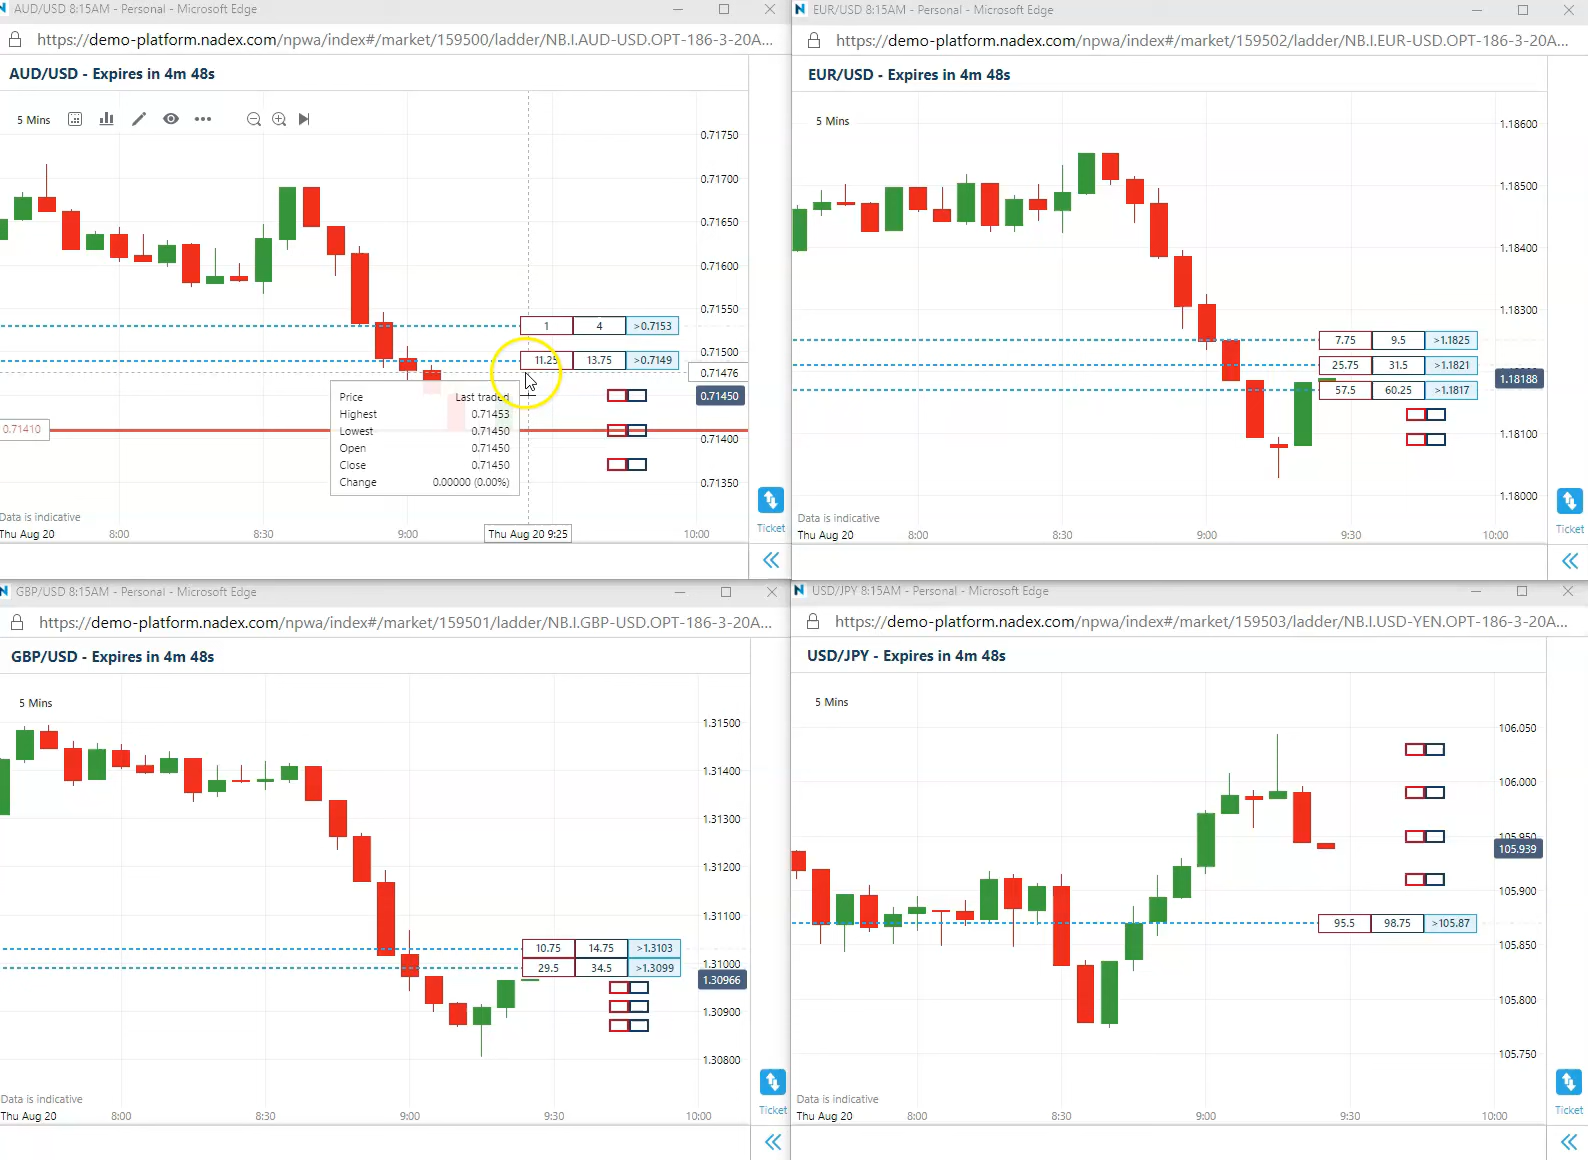 AUD/USD 8:15AM - Personal - Microsoft Edge
https://demo-platform.nadex.com/npwa/index#/market/159500/ladder/NB.I.AUD-USD.OPT-186-3-20A...
AUD/USD - Expires in 4m 48s
5 Mins
0.71750
0.71700
0.71650
0.71600
0.71550
1 4 >0.7153
0.71500
11.25 13.75 >0.7149
0.71476
0.71450
Price Last traded
Highest 0.71453
Lowest 0.71450
Open 0.71450
Close 0.71450
Change 0.00000 (0.00%)
0.71410
0.71400
0.71350
Data is indicative
Thu Aug 20 8:00 8:30 9:00 Thu Aug 20 9:25 10:00
Ticket
EUR/USD 8:15AM - Personal - Microsoft Edge
https://demo-platform.nadex.com/npwa/index#/market/159502/ladder/NB.I.EUR-USD.OPT-186-3-20A...
EUR/USD - Expires in 4m 48s
5 Mins
1.18600
1.18500
1.18400
1.18300
7.75 9.5 >1.1825
25.75 31.5 >1.1821
1.18188
57.5 60.25 >1.1817
1.18100
1.18000
Data is indicative
Thu Aug 20 8:00 8:30 9:00 9:30 10:00
Ticket
GBP/USD 8:15AM - Personal - Microsoft Edge
https://demo-platform.nadex.com/npwa/index#/market/159501/ladder/NB.I.GBP-USD.OPT-186-3-20A...
GBP/USD - Expires in 4m 48s
5 Mins
1.31500
1.31400
1.31300
1.31200
1.31100
10.75 14.75 >1.3103
1.31000
29.5 34.5 >1.3099
1.30966
1.30900
1.30800
Data is indicative
Thu Aug 20 8:00 8:30 9:00 9:30 10:00
Ticket
USD/JPY 8:15AM - Personal - Microsoft Edge
https://demo-platform.nadex.com/npwa/index#/market/159503/ladder/NB.I.USD-YEN.OPT-186-3-20A...
USD/JPY - Expires in 4m 48s
5 Mins
106.050
106.000
105.950
105.939
105.900
95.5 98.75 >105.87
105.850
105.800
105.750
Data is indicative
Thu Aug 20 8:00 8:30 9:00 9:30 10:00
Ticket